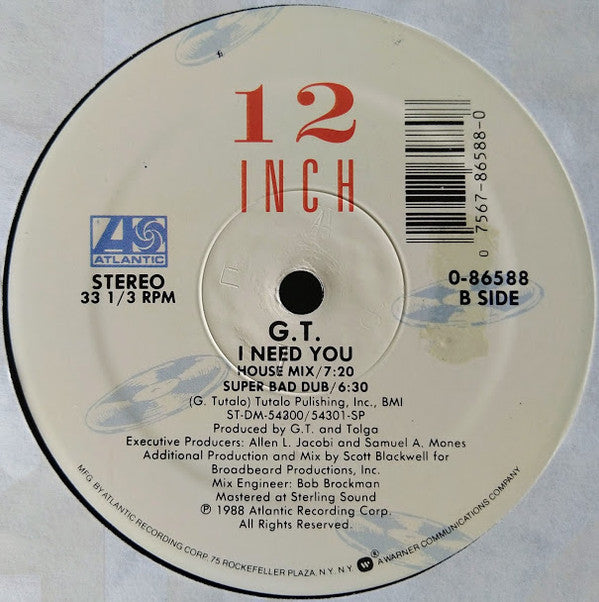 12
INCH
0 7567-86588-0
ATLANTIC
STEREO
33 1/3 RPM
0-86588
B SIDE
G.T.
I NEED YOU
HOUSE MIX/7:20
SUPER BAD DUB/6:30
(G. Tutalo) Tutalo Pulishing, Inc., BMI
ST-DM-54300/54301-SP
Produced by G.T. and Tolga
Executive Producers: Allen L. Jacobi and Samuel A. Mones
Additional Production and Mix by Scott Blackwell for
Broadbeard Productions, Inc.
Mix Engineer: Bob Brockman
Mastered at Sterling Sound
℗ 1988 Atlantic Recording Corp.
All Rights Reserved.
MFG. BY ATLANTIC RECORDING CORP., 75 ROCKEFELLER PLAZA, N.Y. N.Y. ® A WARNER COMMUNICATIONS COMPANY